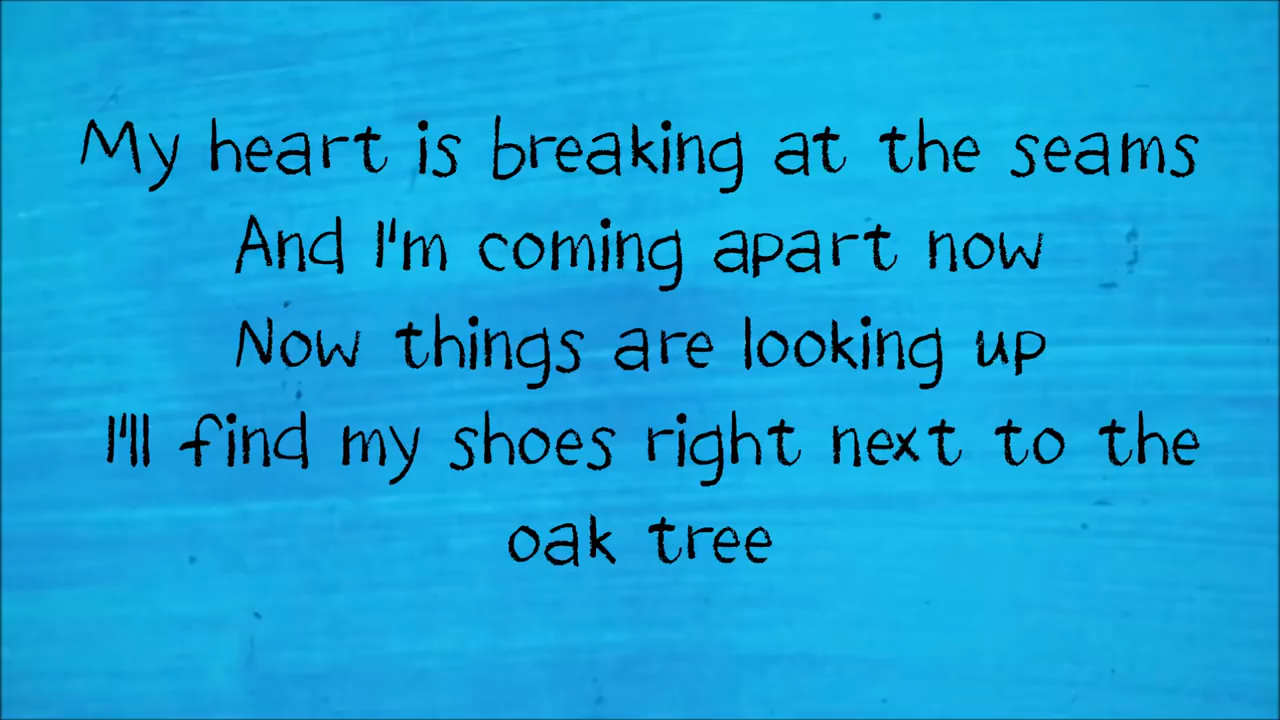 My heart is breaking at the seams
And I'm coming apart now
Now things are looking up
I'll find my shoes right next to the
oak tree